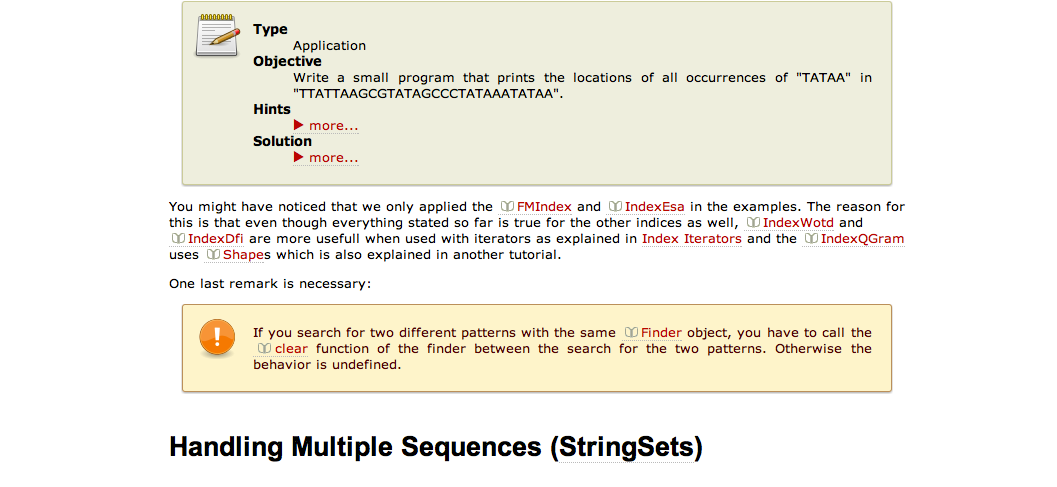 Type
Application
Objective
Write a small program that prints the locations of all occurrences of "TATAA" in
"TTATTAAGCGTATAGCCCTATAAATATAA".
Hints
more...
Solution
more...
You might have noticed that we only applied the FMIndex and IndexEsa in the examples. The reason for
this is that even though everything stated so far is true for the other indices as well, IndexWotd and
IndexDfi are more usefull when used with iterators as explained in Index Iterators and the IndexQGram
uses Shapes which is also explained in another tutorial.
One last remark is necessary:
If you search for two different patterns with the same Finder object, you have to call the
clear function of the finder between the search for the two patterns. Otherwise the
behavior is undefined.
Handling Multiple Sequences (StringSets)